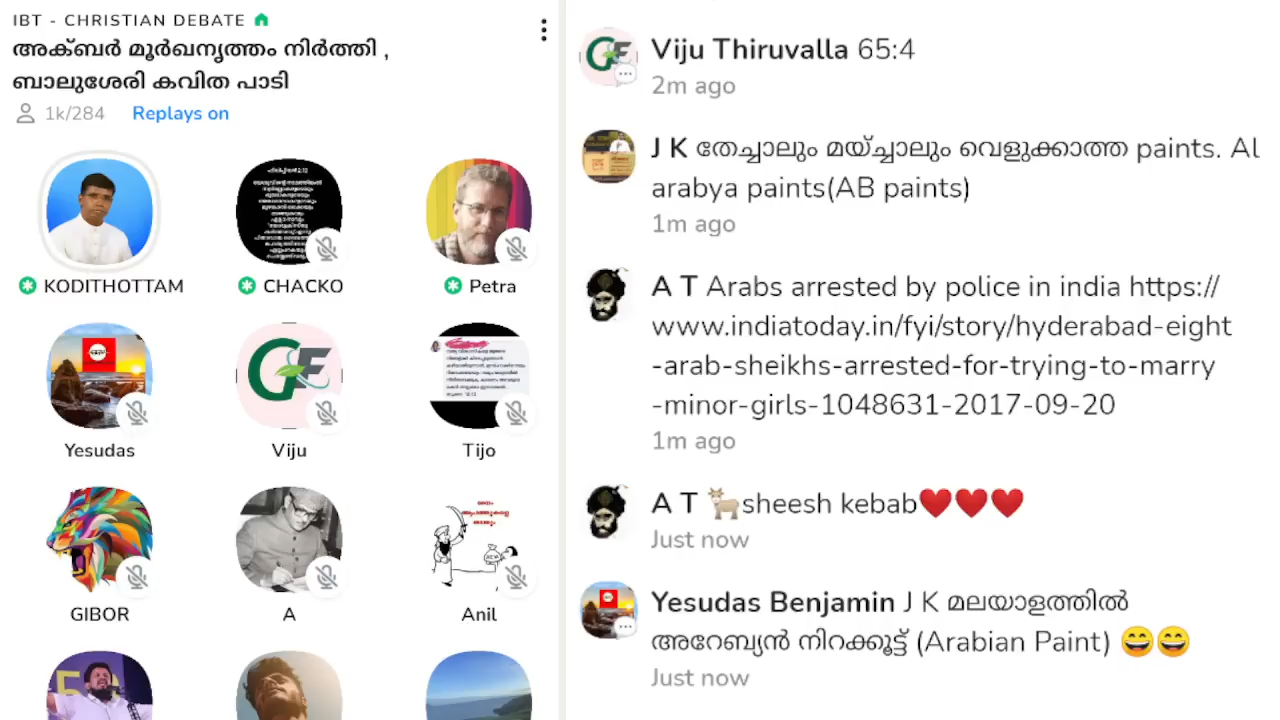 IBT - CHRISTIAN DEBATE
അക്ബർ മൂർഖനൃത്തം നിർത്തി ,
ബാലുശേരി കവിത പാടി
1k/284 Replays on
KODITHOTTAM
CHACKO
Petra
Yesudas
GF
Viju
Tijo
GIBOR
A
Anil
Viju Thiruvalla 65:4
2m ago
J K തേച്ചാലും മയ്ച്ചാലും വെളുക്കാത്ത paints. Al
arabya paints(AB paints)
1m ago
A T Arabs arrested by police in india https://
www.indiatoday.in/fyi/story/hyderabad-eight
-arab-sheikhs-arrested-for-trying-to-marry
-minor-girls-1048631-2017-09-20
1m ago
A T 🐐sheesh kebab❤️❤️❤️
Just now
Yesudas Benjamin J K മലയാളത്തിൽ
അറേബ്യൻ നിറക്കൂട്ട് (Arabian Paint) 😄😄
Just now